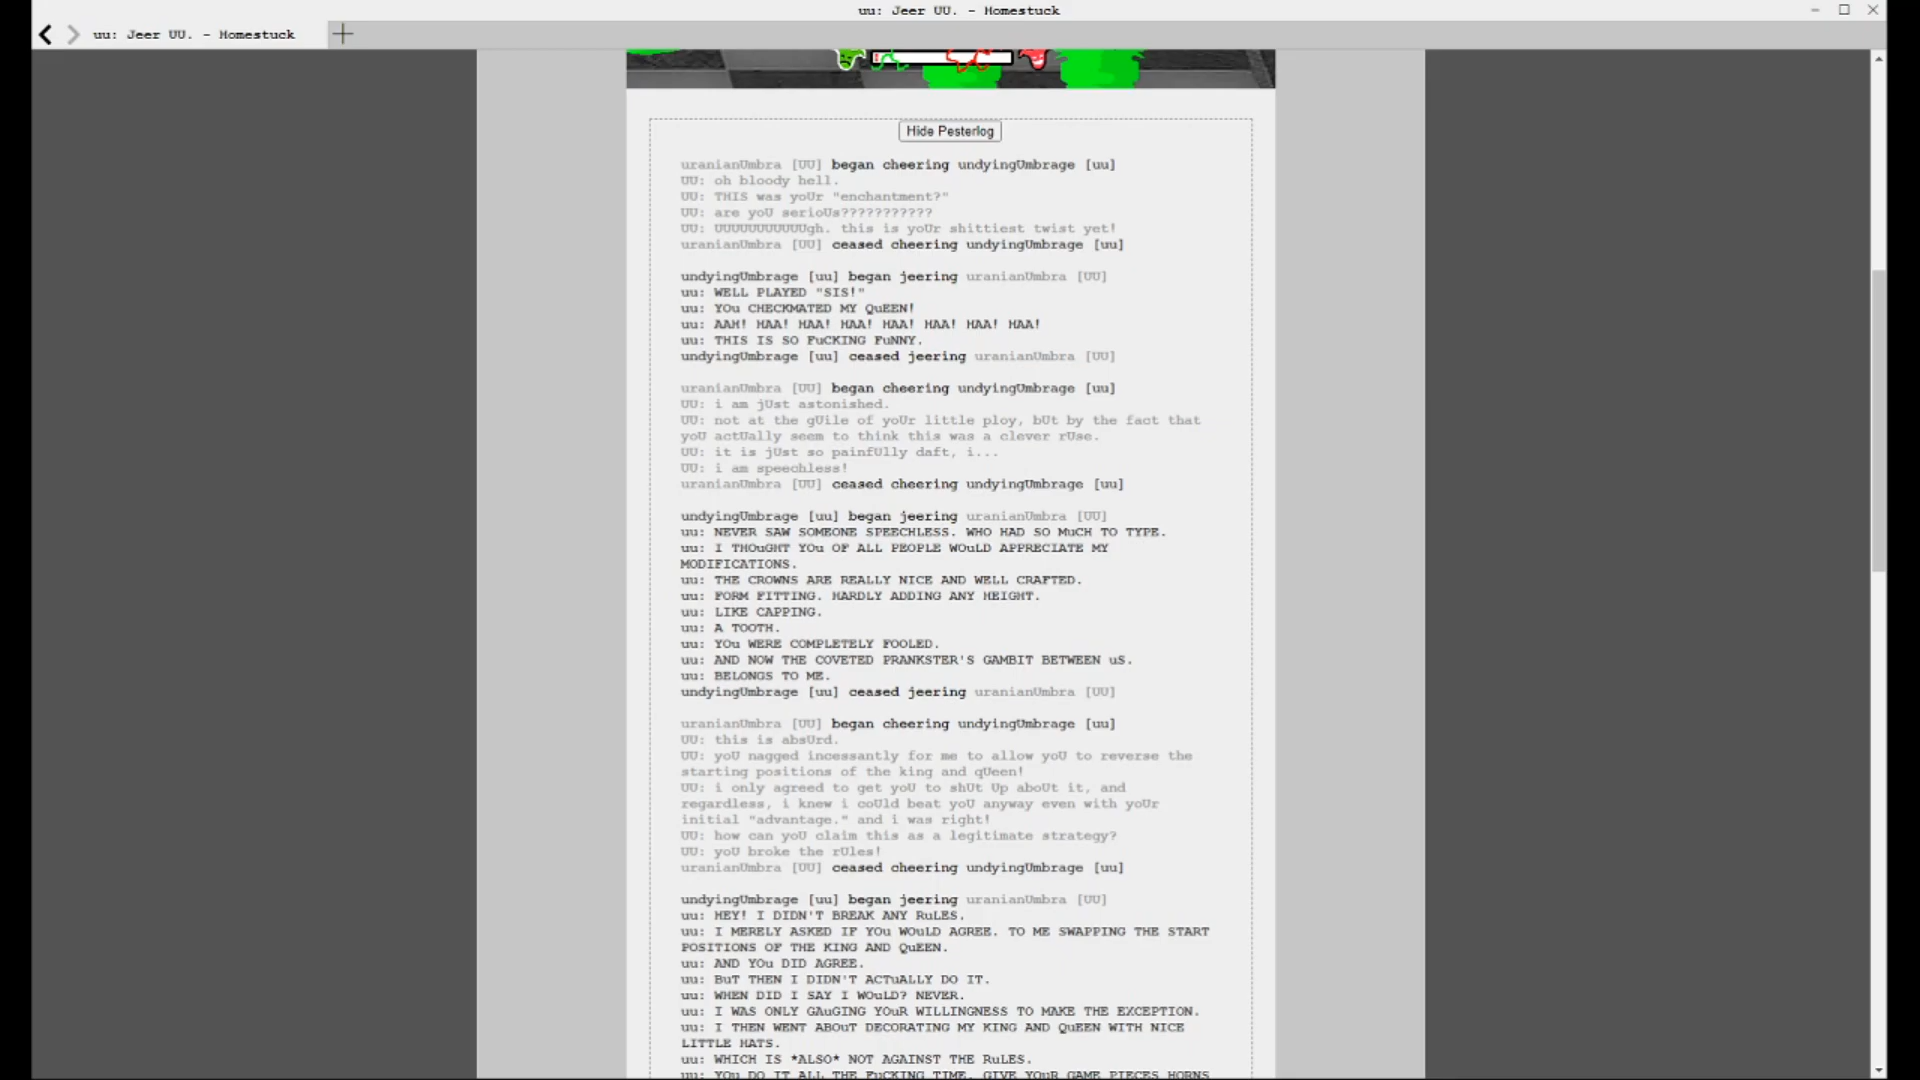 uu: Jeer UU. - Homestuck
uu: Jeer UU. - Homestuck
Hide Pesterlog
uranianUmbra [UU] began cheering undyingUmbrage [uu]
UU: oh bloody hell.
UU: THIS was yoUr "enchantment?"
UU: are yoU serioUs???????????
UU: UUUUUUUUUUUgh. this is yoUr shittiest twist yet!
uranianUmbra [UU] ceased cheering undyingUmbrage [uu]
undyingUmbrage [uu] began jeering uranianUmbra [UU]
uu: WELL PLAYED "SIS!"
uu: YOu CHECKMATED MY QuEEN!
uu: AAH! HAA! HAA! HAA! HAA! HAA! HAA! HAA!
uu: THIS IS SO FuCKING FuNNY.
undyingUmbrage [uu] ceased jeering uranianUmbra [UU]
uranianUmbra [UU] began cheering undyingUmbrage [uu]
UU: i am jUst astonished.
UU: not at the gUile of yoUr little ploy, bUt by the fact that
yoU actUally seem to think this was a clever rUse.
UU: it is jUst so painfUlly daft, i...
UU: i am speechless!
uranianUmbra [UU] ceased cheering undyingUmbrage [uu]
undyingUmbrage [uu] began jeering uranianUmbra [UU]
uu: NEVER SAW SOMEONE SPEECHLESS. WHO HAD SO MuCH TO TYPE.
uu: I THOuGHT YOu OF ALL PEOPLE WOuLD APPRECIATE MY
MODIFICATIONS.
uu: THE CROWNS ARE REALLY NICE AND WELL CRAFTED.
uu: FORM FITTING. HARDLY ADDING ANY HEIGHT.
uu: LIKE CAPPING.
uu: A TOOTH.
uu: YOu WERE COMPLETELY FOOLED.
uu: AND NOW THE COVETED PRANKSTER'S GAMBIT BETWEEN uS.
uu: BELONGS TO ME.
undyingUmbrage [uu] ceased jeering uranianUmbra [UU]
uranianUmbra [UU] began cheering undyingUmbrage [uu]
UU: this is absUrd.
UU: yoU nagged incessantly for me to allow yoU to reverse the
starting positions of the king and qUeen!
UU: i only agreed to get yoU to shUt Up aboUt it, and
regardless, i knew i coUld beat yoU anyway even with yoUr
initial "advantage." and i was right!
UU: how can yoU claim this as a legitimate strategy?
UU: yoU broke the rUles!
uranianUmbra [UU] ceased cheering undyingUmbrage [uu]
undyingUmbrage [uu] began jeering uranianUmbra [UU]
uu: HEY! I DIDN'T BREAK ANY RuLES.
uu: I MERELY ASKED IF YOu WOuLD AGREE. TO ME SWAPPING THE START
POSITIONS OF THE KING AND QuEEN.
uu: AND YOu DID AGREE.
uu: BuT THEN I DIDN'T ACTuALLY DO IT.
uu: WHEN DID I SAY I WOuLD? NEVER.
uu: I WAS ONLY GAuGING YOuR WILLINGNESS TO MAKE THE EXCEPTION.
uu: I THEN WENT ABOuT DECORATING MY KING AND QuEEN WITH NICE
LITTLE HATS.
uu: WHICH IS *ALSO* NOT AGAINST THE RuLES.
uu: YOu DO IT ALL THE FuCKING TIME. GIVE YOuR GAME PIECES HORNS